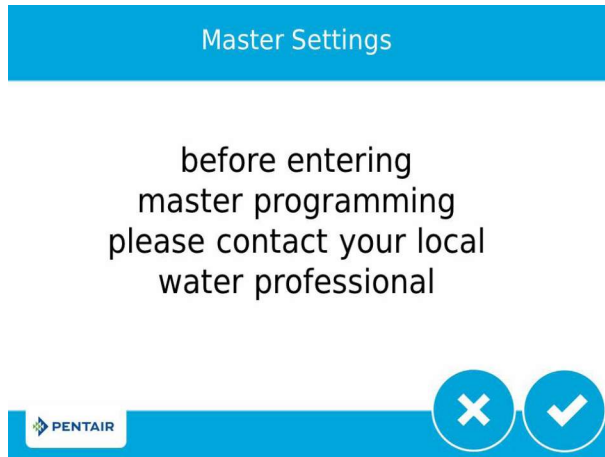 Master Settings
before entering
master programming
please contact your local
water professional
PENTAIR